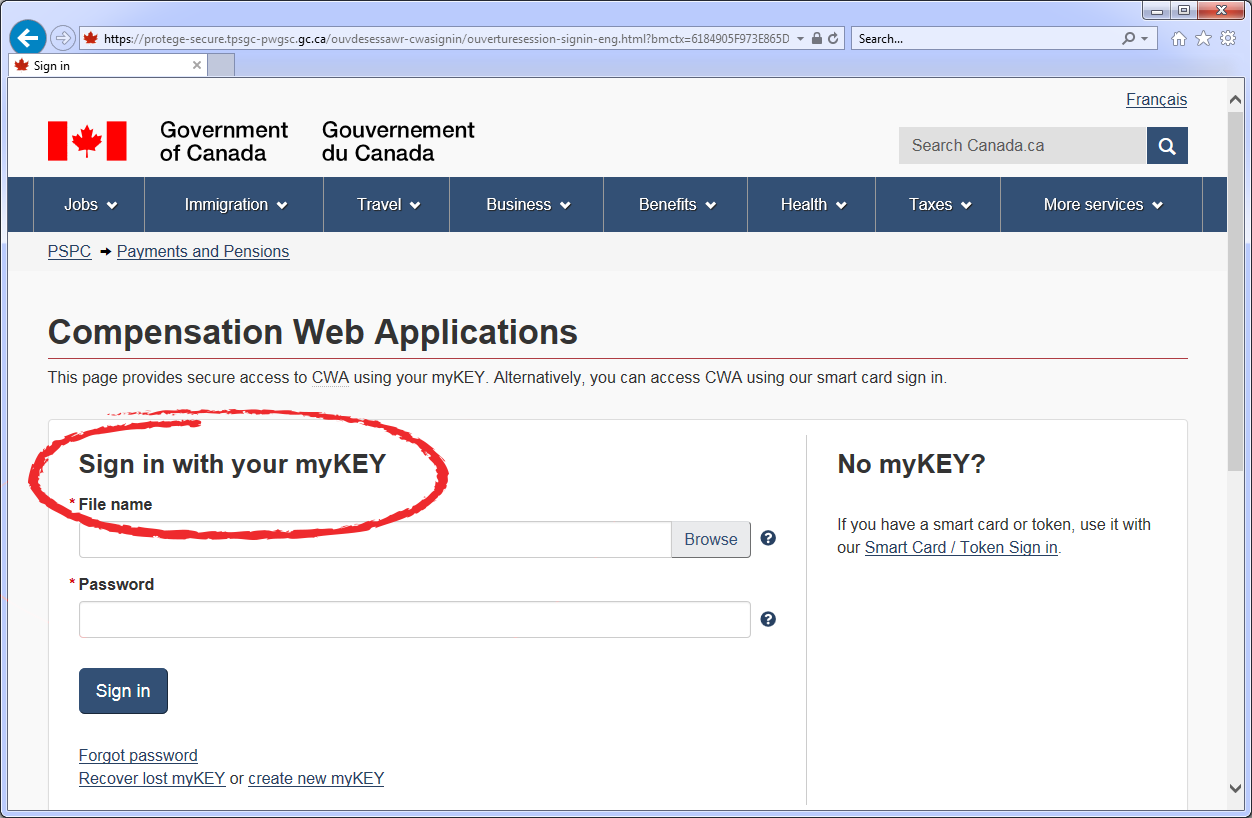 https://protege-secure.tpsgc-pwgsc.gc.ca/ouvdesessawr-cwasignin/ouverturesession-signin-eng.html?bmctx=6184905F973E865D
Search...
Sign in
Français
Government of Canada
Gouvernement du Canada
Search Canada.ca
Jobs
Immigration
Travel
Business
Benefits
Health
Taxes
More services
PSPC
Payments and Pensions
Compensation Web Applications
This page provides secure access to CWA using your myKEY. Alternatively, you can access CWA using our smart card sign in.
Sign in with your myKEY
* File name
Browse
* Password
Sign in
Forgot password
Recover lost myKEY or create new myKEY
No myKEY?
If you have a smart card or token, use it with
our Smart Card / Token Sign in.